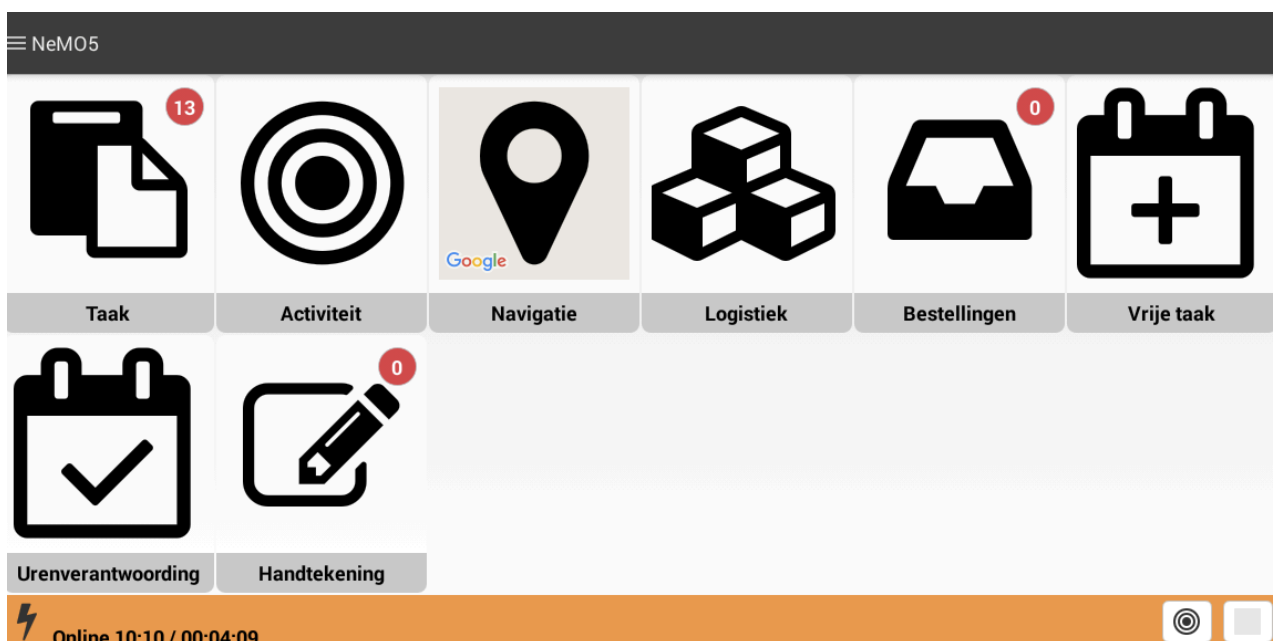 NeMO5
13
0
Google
Taak
Activiteit
Navigatie
Logistiek
Bestellingen
Vrije taak
0
Urenverantwoording
Handtekening
Online 10:10 / 00:04:09